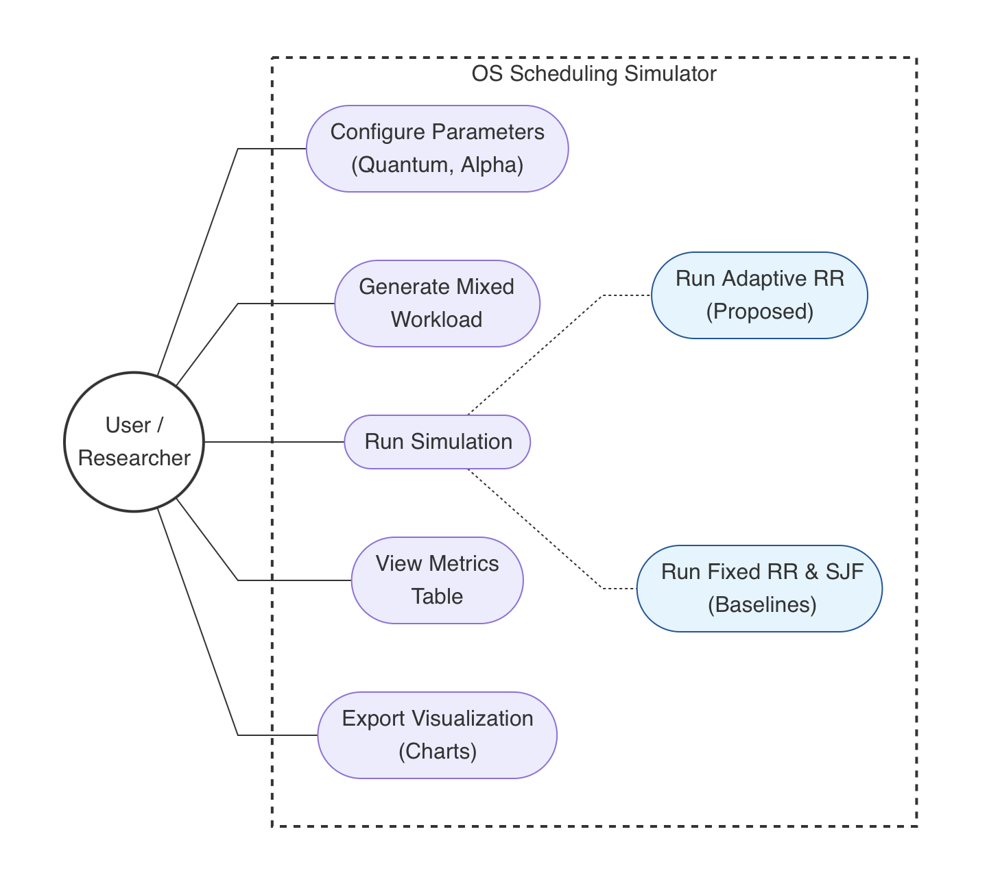 OS Scheduling Simulator
Configure Parameters
(Quantum, Alpha)
Generate Mixed
Workload
Run Adaptive RR
(Proposed)
User /
Researcher
Run Simulation
View Metrics
Table
Run Fixed RR & SJF
(Baselines)
Export Visualization
(Charts)